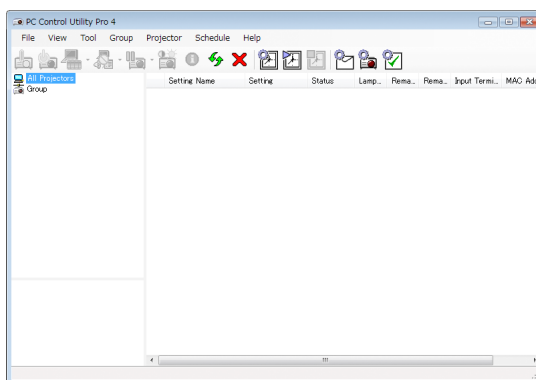 PC Control Utility Pro 4
File View Tool Group Projector Schedule Help
All Projectors
Group
Setting Name Setting Status Lamp... Rema... Rema... Input Termi... MAC Add